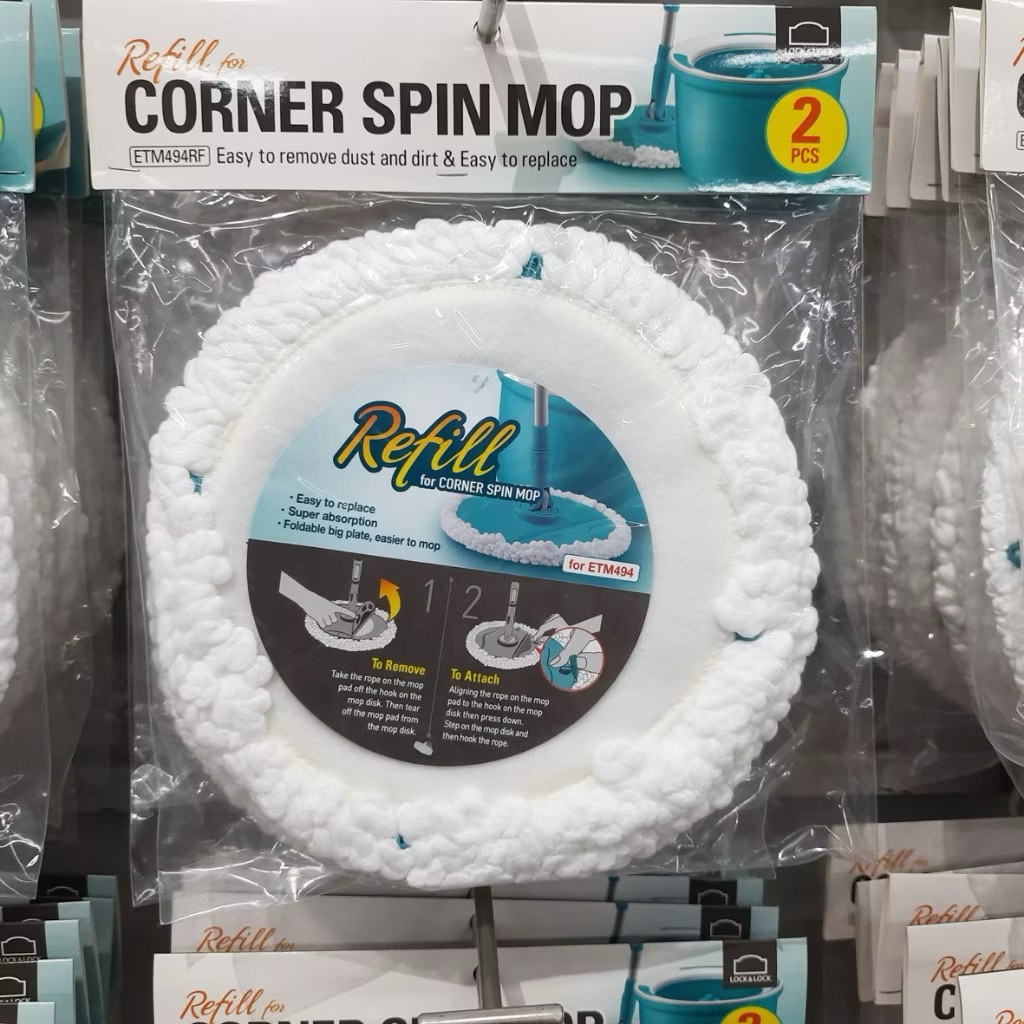 Refill for
CORNER SPIN MOP
ETM494RF Easy to remove dust and dirt & Easy to replace
LOCK&LOCK
2
PCS
Refill
for CORNER SPIN MOP
• Easy to replace
• Super absorption
• Foldable big plate, easier to mop
for ETM494
1
To Remove
Take the rope on the mop
pad off the hook on the
mop disk. Then tear
off the mop pad from
the mop disk.
2
To Attach
Aligning the rope on the mop
pad to the hook on the mop
disk then press down.
Step on the mop disk and
then hook the rope.
Refill for
Refill for
LOCK&LOCK
Refill for
Refill
Refill